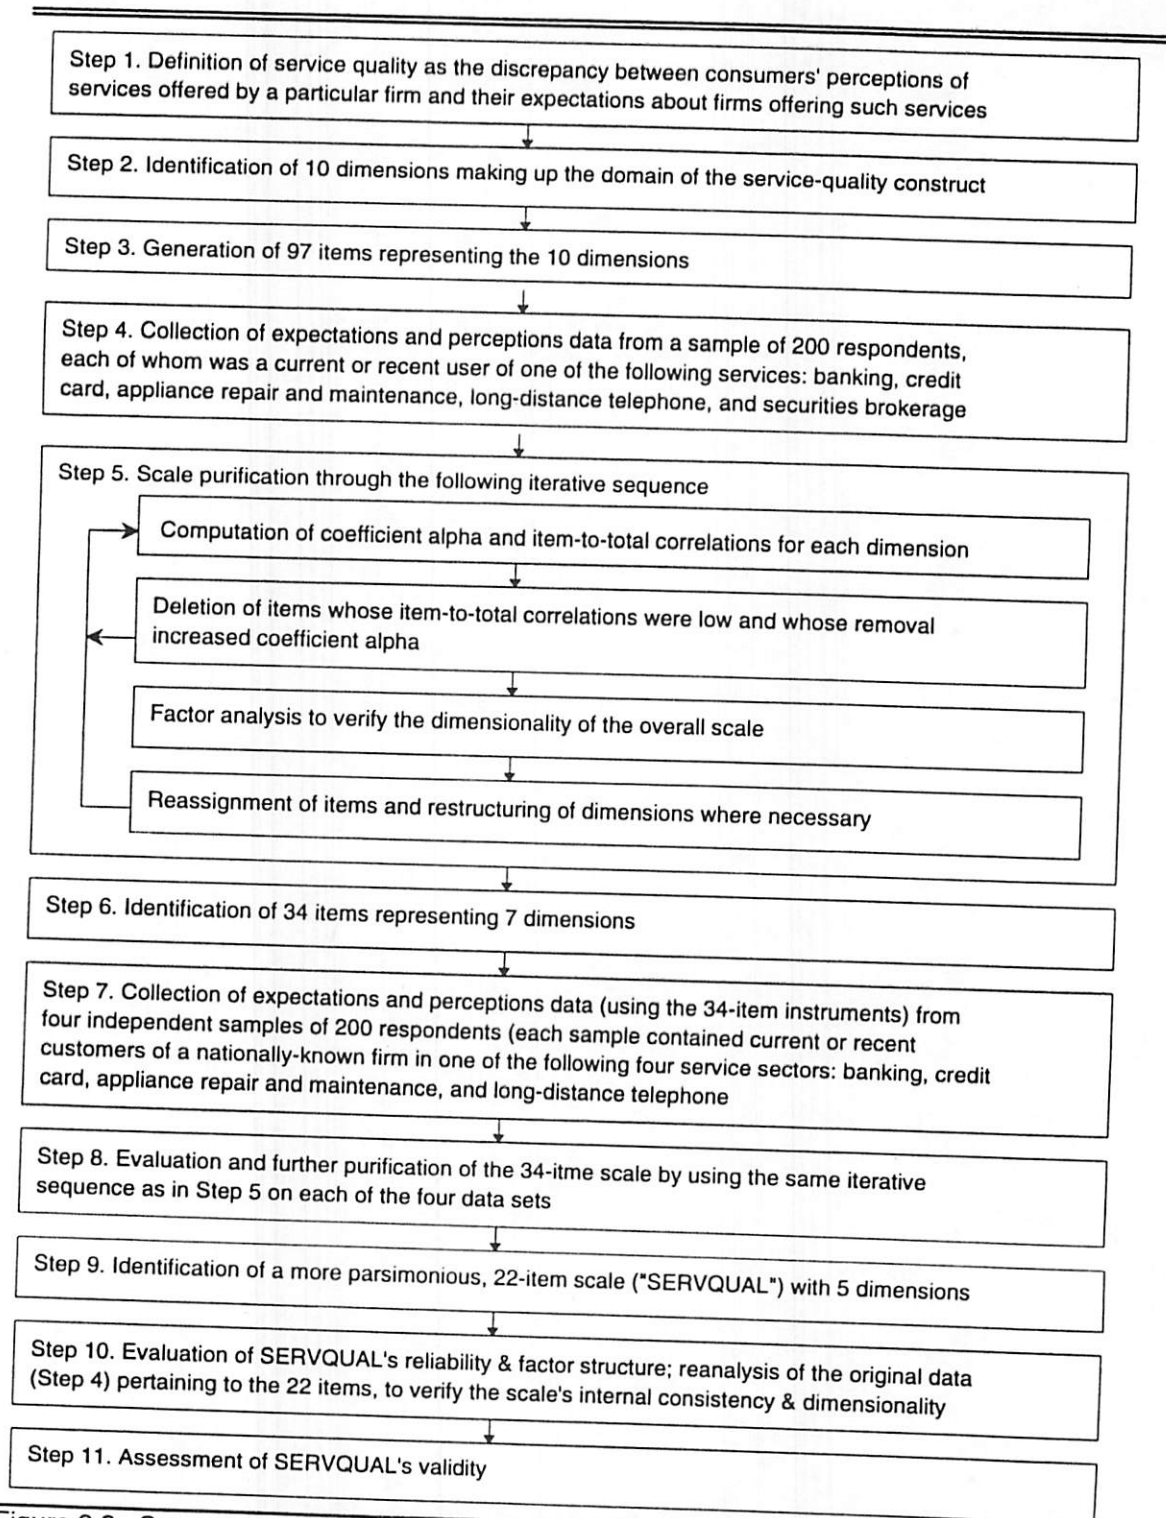 Step 1. Definition of service quality as the discrepancy between consumers' perceptions of
services offered by a particular firm and their expectations about firms offering such services
Step 2. Identification of 10 dimensions making up the domain of the service-quality construct
Step 3. Generation of 97 items representing the 10 dimensions
Step 4. Collection of expectations and perceptions data from a sample of 200 respondents,
each of whom was a current or recent user of one of the following services: banking, credit
card, appliance repair and maintenance, long-distance telephone, and securities brokerage
Step 5. Scale purification through the following iterative sequence
Computation of coefficient alpha and item-to-total correlations for each dimension
Deletion of items whose item-to-total correlations were low and whose removal
increased coefficient alpha
Factor analysis to verify the dimensionality of the overall scale
Reassignment of items and restructuring of dimensions where necessary
Step 6. Identification of 34 items representing 7 dimensions
Step 7. Collection of expectations and perceptions data (using the 34-item instruments) from
four independent samples of 200 respondents (each sample contained current or recent
customers of a nationally-known firm in one of the following four service sectors: banking, credit
card, appliance repair and maintenance, and long-distance telephone
Step 8. Evaluation and further purification of the 34-itme scale by using the same iterative
sequence as in Step 5 on each of the four data sets
Step 9. Identification of a more parsimonious, 22-item scale ("SERVQUAL") with 5 dimensions
Step 10. Evaluation of SERVQUAL's reliability & factor structure; reanalysis of the original data
(Step 4) pertaining to the 22 items, to verify the scale's internal consistency & dimensionality
Step 11. Assessment of SERVQUAL's validity